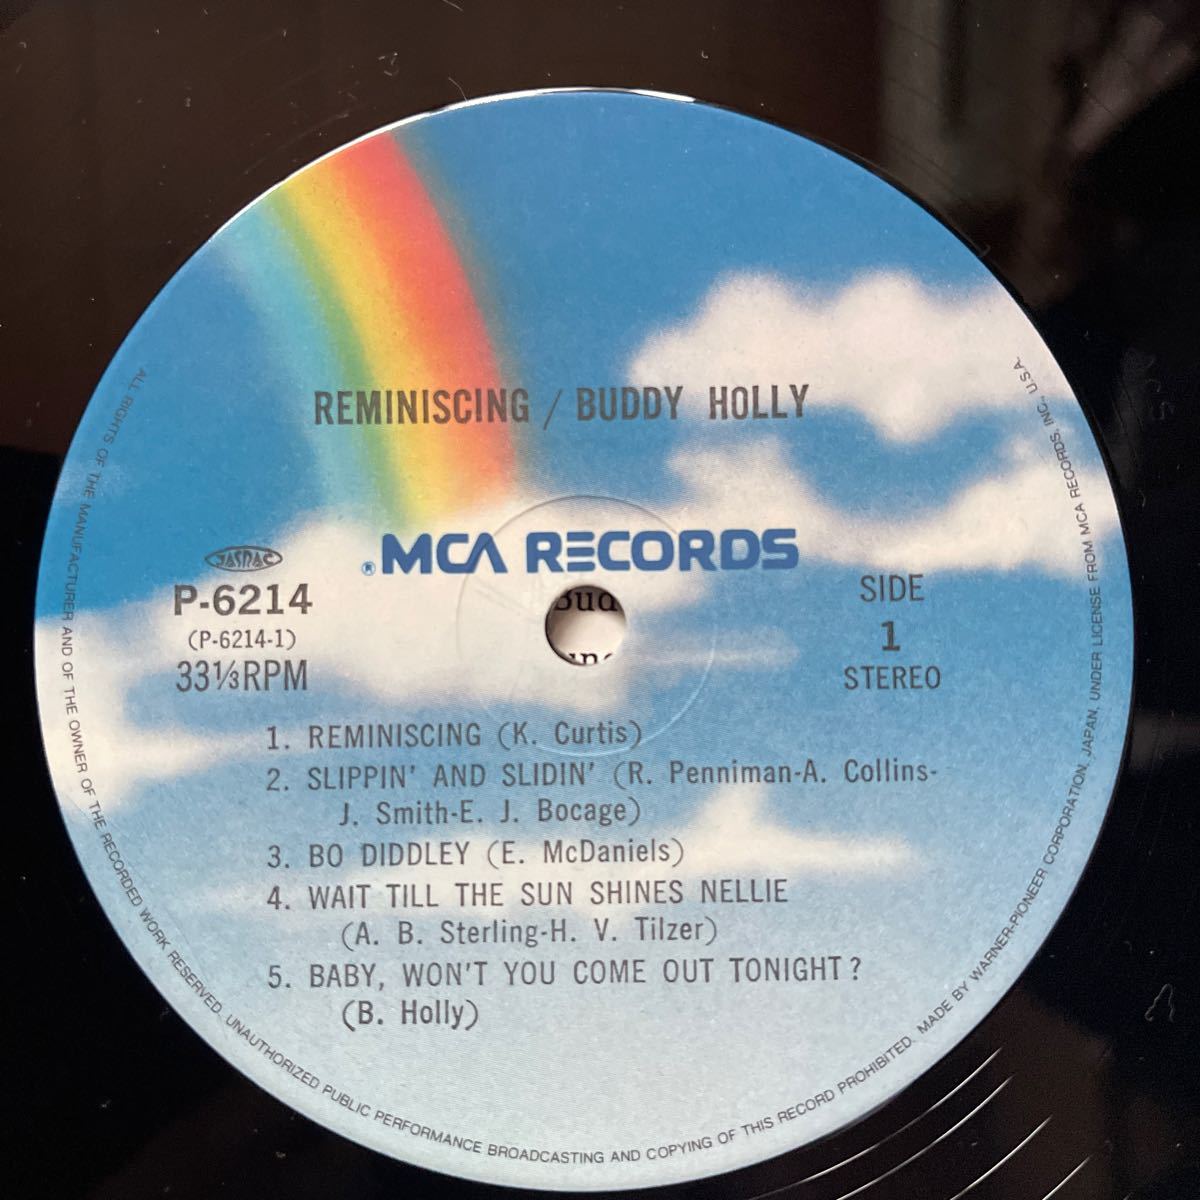 REMINISCING / BUDDY HOLLY
® MCA RECORDS
JASRAC
P-6214
(P-6214-1)
33⅓RPM
SIDE
1
STEREO
Bud
1. REMINISCING (K. Curtis)
2. SLIPPIN' AND SLIDIN' (R. Penniman-A. Collins-
J. Smith-E. J. Bocage)
3. BO DIDDLEY (E. McDaniels)
4. WAIT TILL THE SUN SHINES NELLIE
(A. B. Sterling-H. V. Tilzer)
5. BABY, WON'T YOU COME OUT TONIGHT?
(B. Holly)
ALL RIGHTS OF THE MANUFACTURER AND OF THE OWNER OF THE RECORDED WORK RESERVED. UNAUTHORIZED PUBLIC PERFORMANCE BROADCASTING AND COPYING OF THIS RECORD PROHIBITED. MADE BY WARNER-PIONEER CORPORATION, JAPAN, UNDER LICENSE FROM MCA RECORDS, INC., U.S.A.